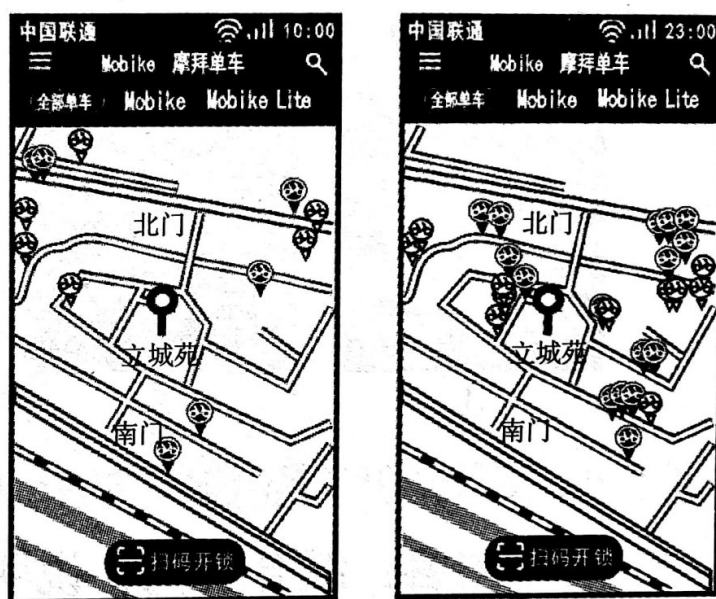 中国联通 10:00
Mobike 摩拜单车
全部单车 Mobike Mobike Lite
北门
立城苑
南门
扫码开锁
中国联通 23:00
Mobike 摩拜单车
全部单车 Mobike Mobike Lite
北门
立城苑
南门
扫码开锁